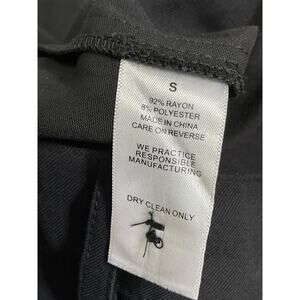 S
92% RAYON
8% POLYESTER
MADE IN CHINA
CARE ON REVERSE
WE PRACTICE
RESPONSIBLE
MANUFACTURING
DRY CLEAN ONLY